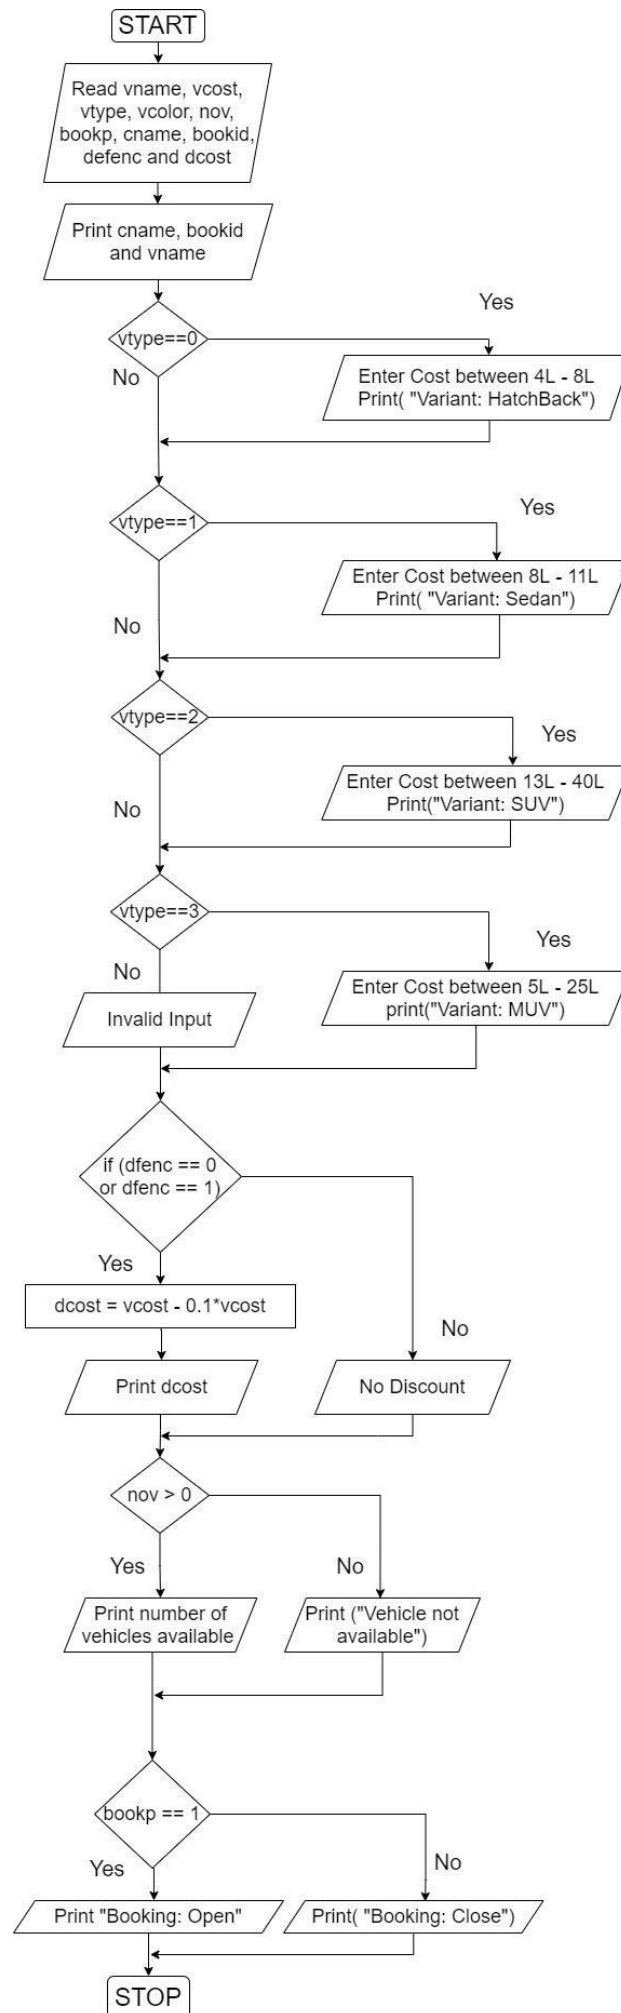 START
Read vname, vcost,
vtype, vcolor, nov,
bookp, cname, bookid,
defenc and dcost
Print cname, bookid
and vname
Yes
vtype==0
No
Enter Cost between 4L - 8L
Print( "Variant: HatchBack")
Yes
vtype==1
Enter Cost between 8L - 11L
Print( "Variant: Sedan")
No
vtype==2
Yes
Enter Cost between 13L - 40L
Print("Variant: SUV")
No
vtype==3
Yes
No
Enter Cost between 5L - 25L
print("Variant: MUV")
Invalid Input
if (dfenc == 0
or dfenc == 1)
Yes
dcost = vcost - 0.1*vcost
No
Print dcost
No Discount
nov > 0
Yes
No
Print number of
vehicles available
Print ("Vehicle not
available")
bookp == 1
Yes
No
Print "Booking: Open"
Print( "Booking: Close")
STOP